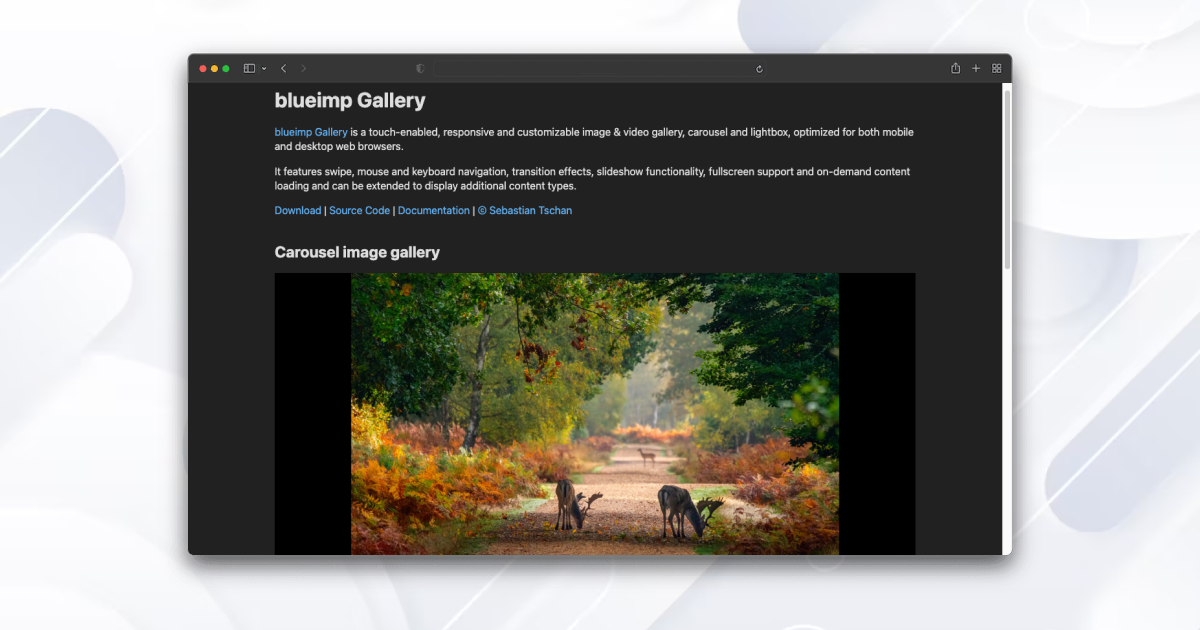 blueimp Gallery
blueimp Gallery is a touch-enabled, responsive and customizable image & video gallery, carousel and lightbox, optimized for both mobile
and desktop web browsers.
It features swipe, mouse and keyboard navigation, transition effects, slideshow functionality, fullscreen support and on-demand content
loading and can be extended to display additional content types.
Download | Source Code | Documentation | © Sebastian Tschan
Carousel image gallery